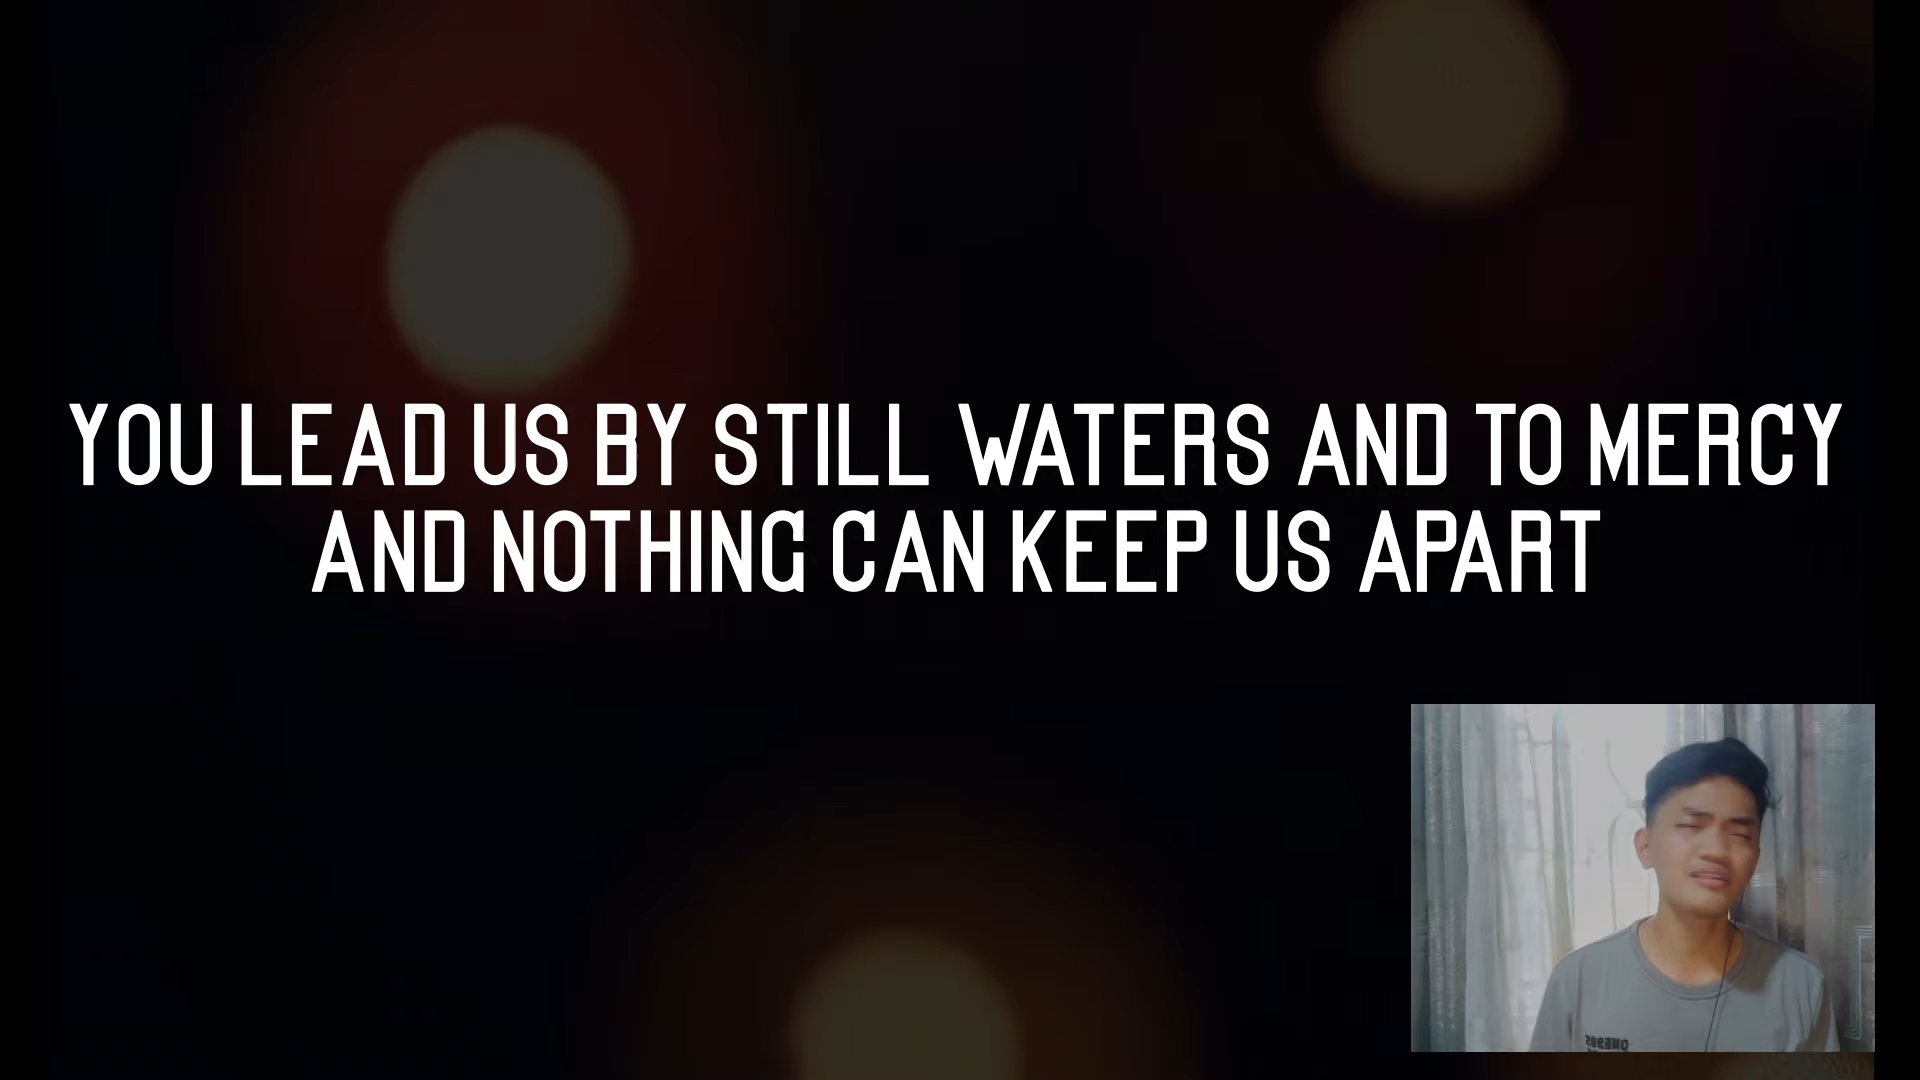 YOU LEAD US BY STILL WATERS AND TO MERCY
AND NOTHING CAN KEEP US APART